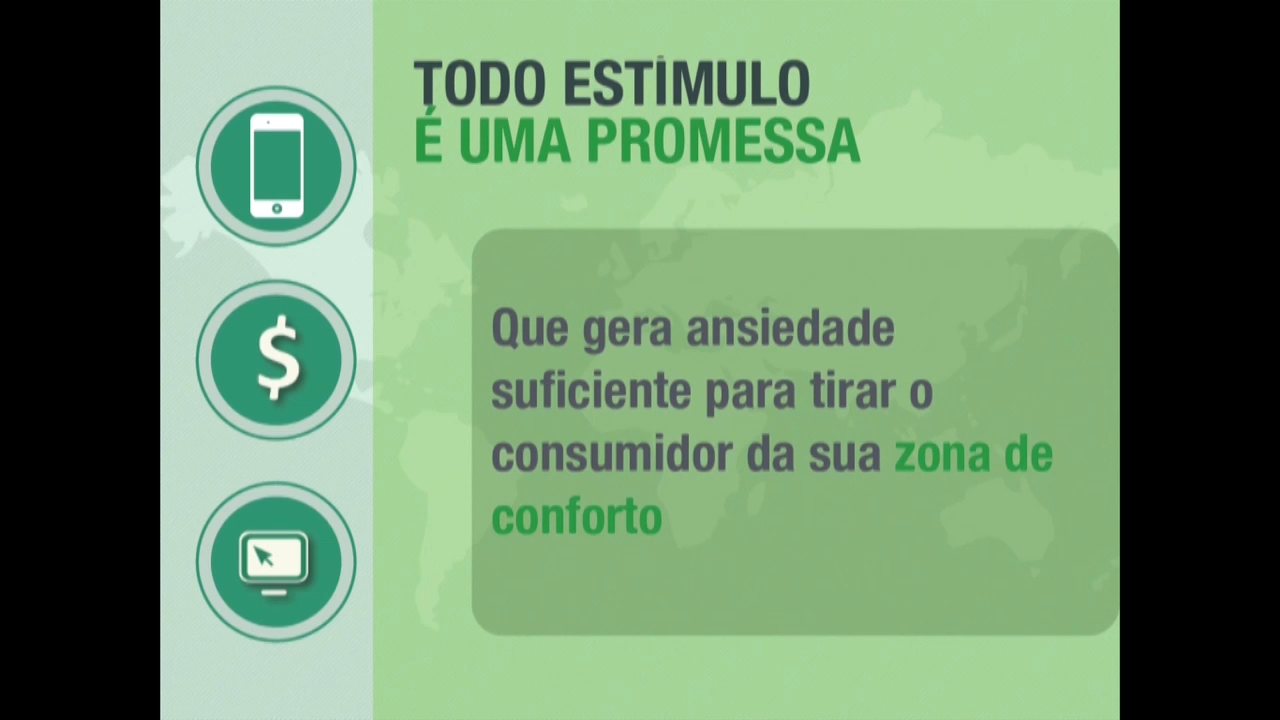 TODO ESTÍMULO
É UMA PROMESSA
$
Que gera ansiedade
suficiente para tirar o
consumidor da sua zona de
conforto